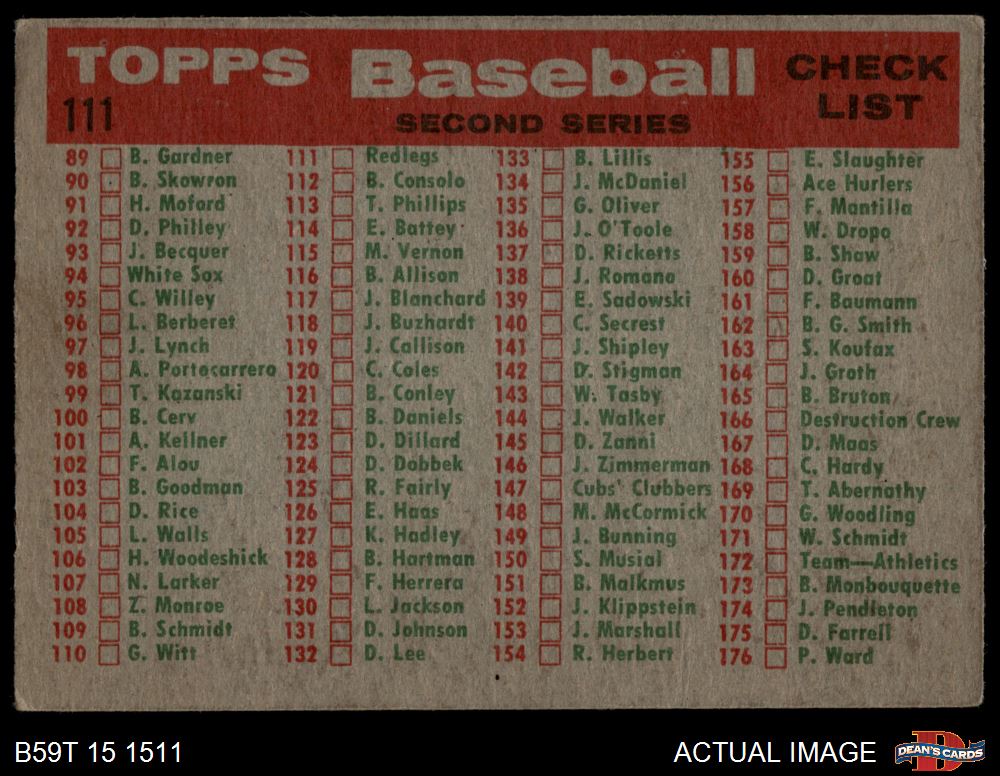 TOPPS Baseball CHECK LIST
111 SECOND SERIES
89 B. Gardner 111 Redlegs 133 B. Lillis 155 E. Slaughter
90 B. Skowron 112 B. Consolo 134 J. McDaniel 156 Ace Hurlers
91 H. Moford 113 T. Phillips 135 G. Oliver 157 F. Mantilla
92 D. Philley 114 E. Battey 136 J. O'Toole 158 W. Dropo
93 J. Becquer 115 M. Vernon 137 D. Ricketts 159 B. Shaw
94 White Sox 116 B. Allison 138 J. Romano 160 D. Groat
95 C. Willey 117 J. Blanchard 139 E. Sadowski 161 F. Baumann
96 L. Berberet 118 J. Buzhardt 140 C. Secrest 162 B. G. Smith
97 J. Lynch 119 J. Callison 141 J. Shipley 163 S. Koufax
98 A. Portocarrero 120 C. Coles 142 D. Stigman 164 J. Groth
99 T. Kazanski 121 B. Conley 143 W. Tasby 165 B. Bruton
100 B. Cerv 122 B. Daniels 144 J. Walker 166 Destruction Crew
101 A. Kellner 123 D. Dillard 145 D. Zanni 167 D. Maas
102 F. Alou 124 D. Dobbek 146 J. Zimmerman 168 C. Hardy
103 B. Goodman 125 R. Fairly 147 Cubs' Clubbers 169 T. Abernathy
104 D. Rice 126 E. Haas 148 M. McCormick 170 G. Woodling
105 L. Walls 127 K. Hadley 149 J. Bunning 171 W. Schmidt
106 H. Woodeshick 128 B. Hartman 150 S. Musial 172 Team—Athletics
107 N. Larker 129 F. Herrera 151 B. Malkmus 173 B. Monbouquette
108 Z. Monroe 130 L. Jackson 152 J. Klippstein 174 J. Pendleton
109 B. Schmidt 131 D. Johnson 153 J. Marshall 175 D. Farrell
110 G. Witt 132 D. Lee 154 R. Herbert 176 P. Ward
B59T 15 1511 ACTUAL IMAGE DEAN'S CARDS